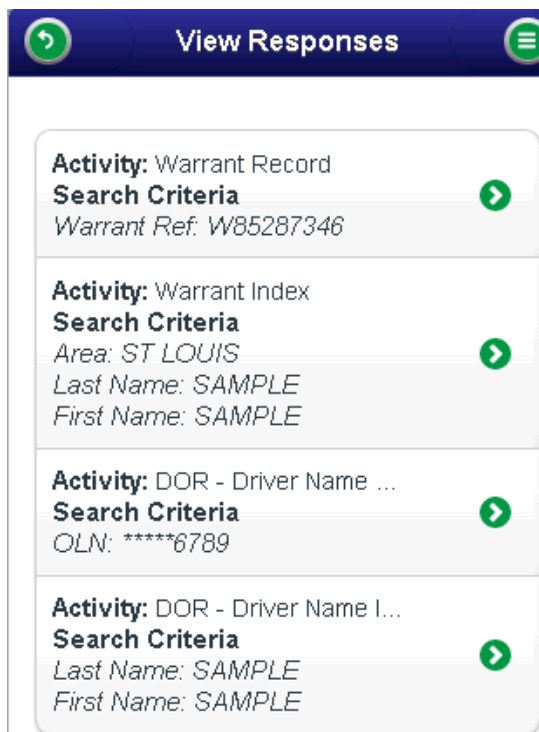 View Responses
Activity: Warrant Record
Search Criteria
Warrant Ref: W85287346
Activity: Warrant Index
Search Criteria
Area: ST LOUIS
Last Name: SAMPLE
First Name: SAMPLE
Activity: DOR - Driver Name ...
Search Criteria
OLN: *****6789
Activity: DOR - Driver Name I...
Search Criteria
Last Name: SAMPLE
First Name: SAMPLE